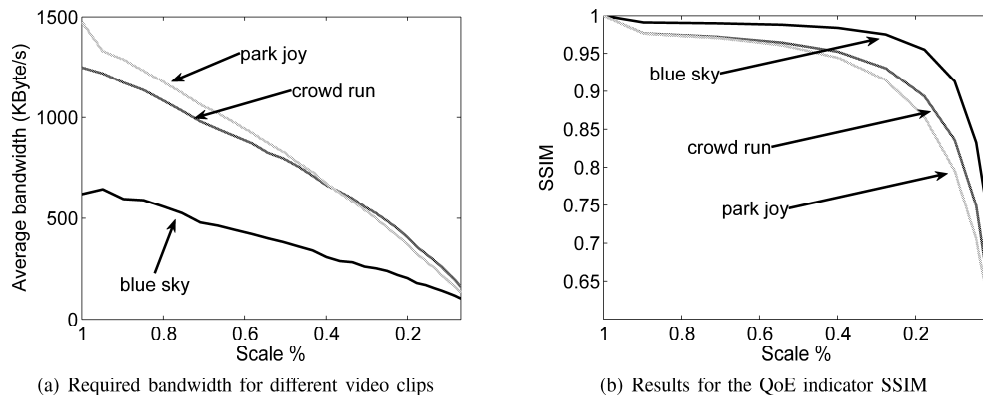 1500
1000
500
0
Average bandwidth (KByte/s)
park joy
crowd run
blue sky
1 0.8 0.6 0.4 0.2
Scale %
(a) Required bandwidth for different video clips
1
0.95
0.9
0.85
0.8
0.75
0.7
0.65
SSIM
blue sky
crowd run
park joy
1 0.8 0.6 0.4 0.2
Scale %
(b) Results for the QoE indicator SSIM